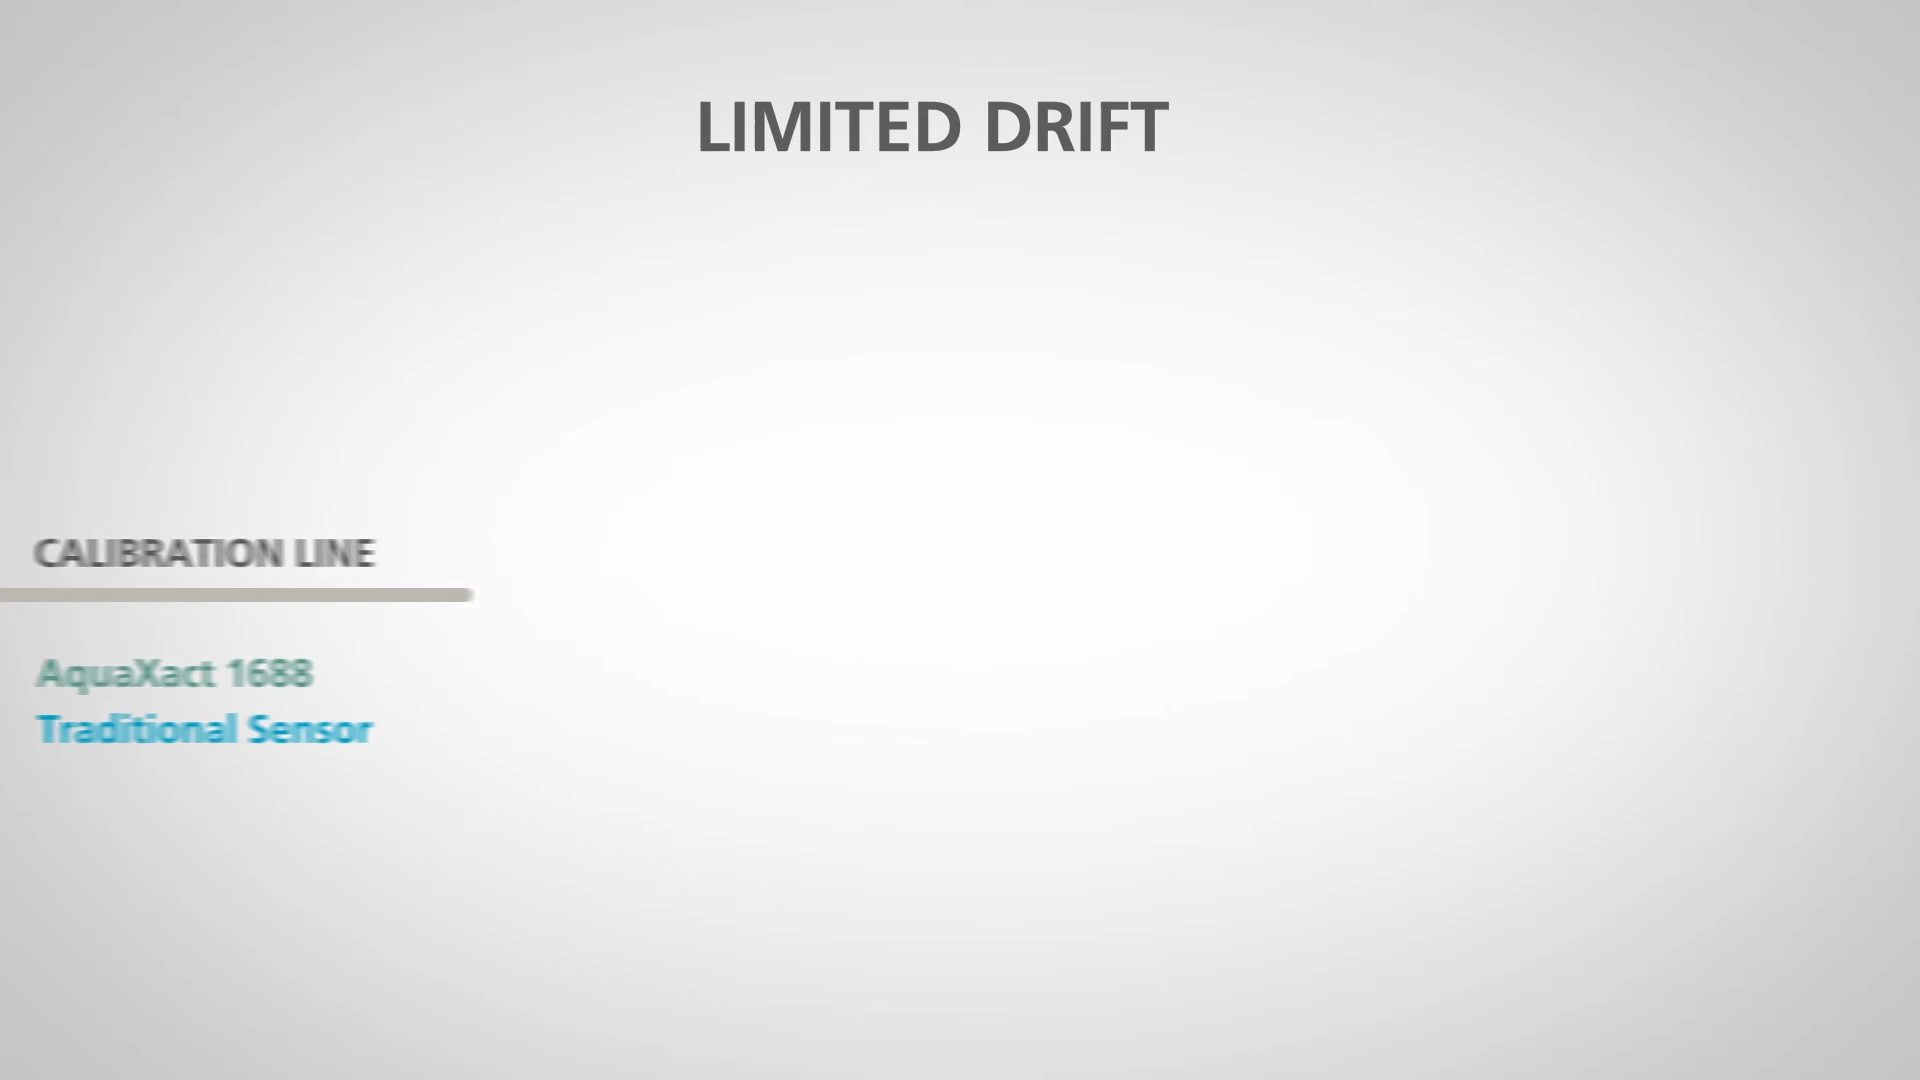 LIMITED DRIFT
CALIBRATION LINE
AquaXact 1688
Traditional Sensor